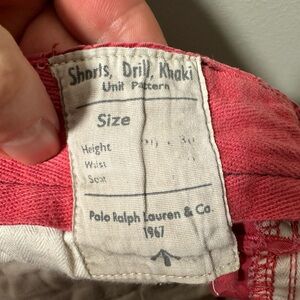 Shorts, Drill, Khaki
Unit Pattern
Size
Height
Waist
Seat
Polo Ralph Lauren & Co.
1967